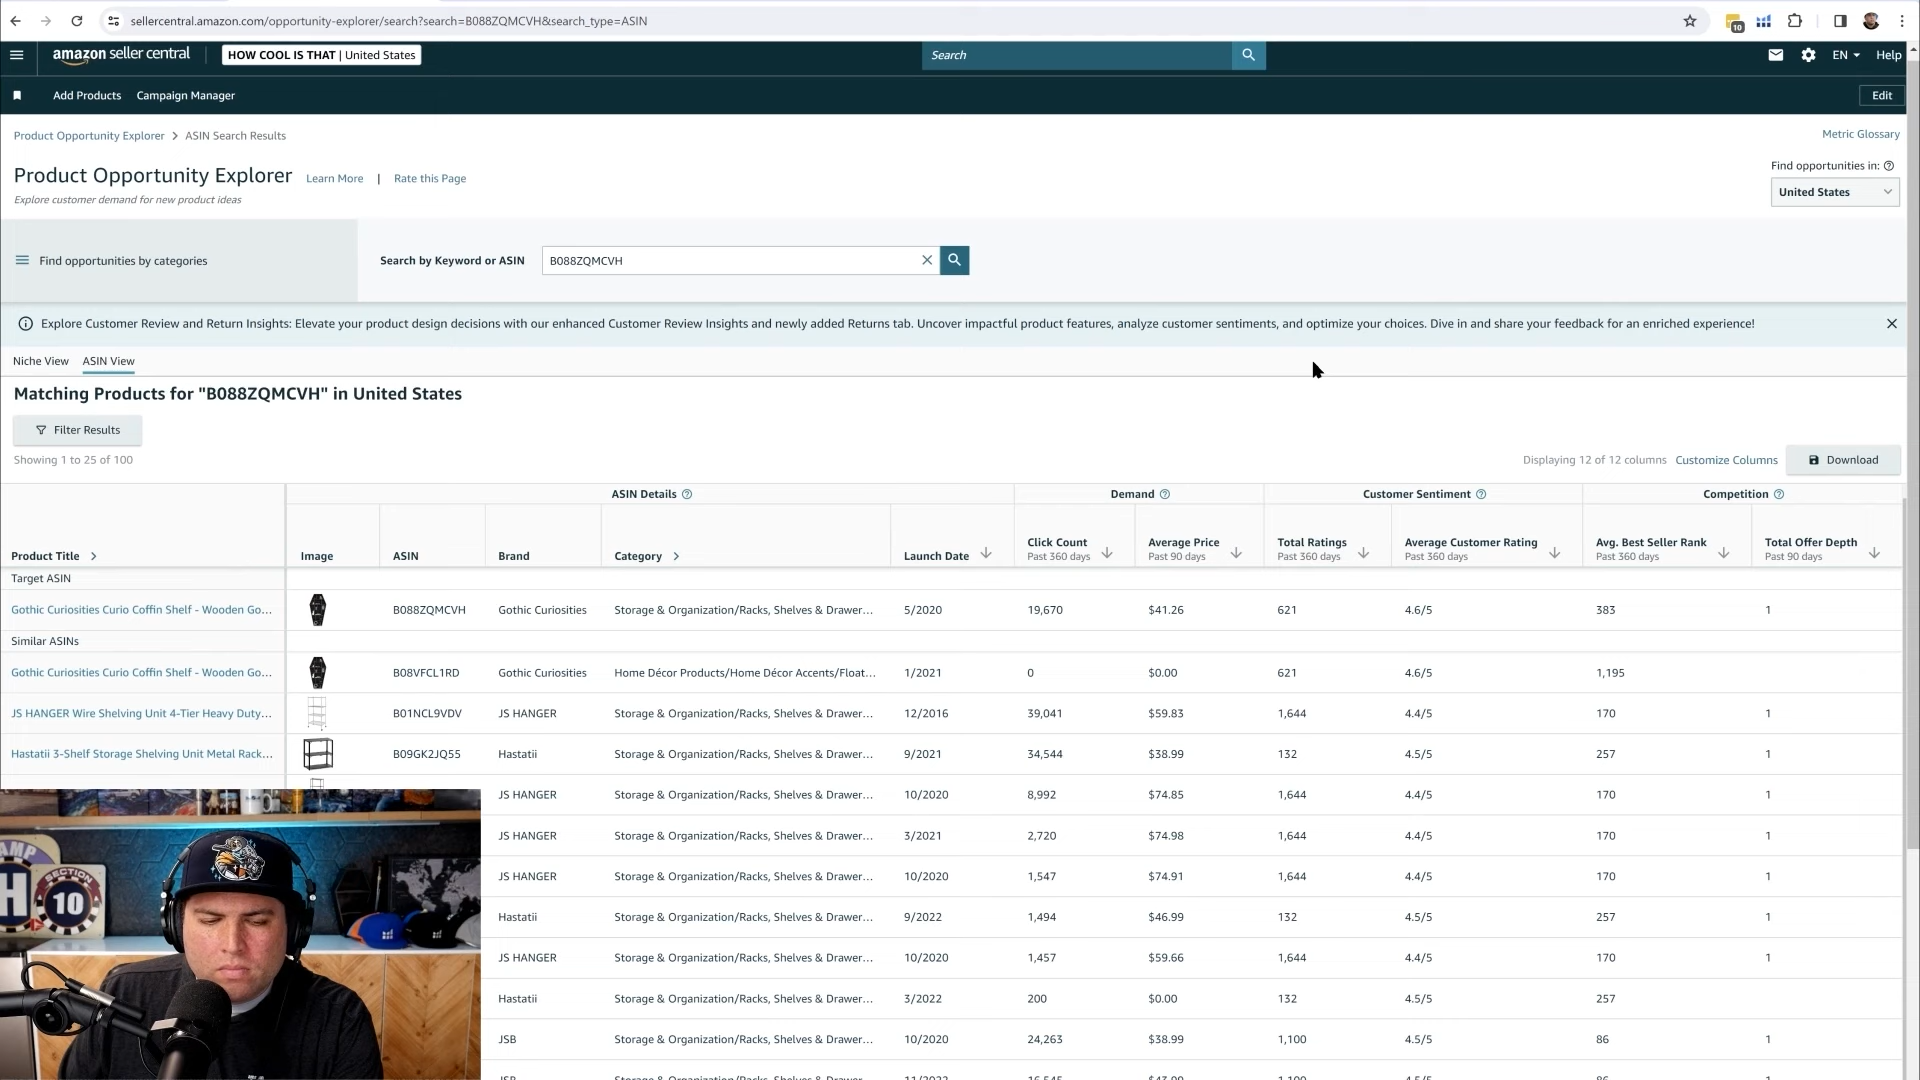 sellercentral.amazon.com/opportunity-explorer/search?search=B088ZQMCVH&search_type=ASIN
10
amazon seller central
HOW COOL IS THAT | United States
Search
EN
Help
Add Products
Campaign Manager
Edit
Product Opportunity Explorer
ASIN Search Results
Metric Glossary
Product Opportunity Explorer
Learn More | Rate this Page
Find opportunities in:
United States
Explore customer demand for new product ideas
Find opportunities by categories
Search by Keyword or ASIN
B088ZQMCVH
Explore Customer Review and Return Insights: Elevate your product design decisions with our enhanced Customer Review Insights and newly added Returns tab. Uncover impactful product features, analyze customer sentiments, and optimize your choices. Dive in and share your feedback for an enriched experience!
Niche View
ASIN View
Matching Products for "B088ZQMCVH" in United States
Filter Results
Showing 1 to 25 of 100
Displaying 12 of 12 columns
Customize Columns
Download
ASIN Details
Demand
Customer Sentiment
Competition
Product Title
Image
ASIN
Brand
Category
Launch Date
Click Count
Past 360 days
Average Price
Past 90 days
Total Ratings
Past 360 days
Average Customer Rating
Past 360 days
Avg. Best Seller Rank
Past 360 days
Total Offer Depth
Past 90 days
Target ASIN
Gothic Curiosities Curio Coffin Shelf - Wooden Go... B088ZQMCVH Gothic Curiosities Storage & Organization/Racks, Shelves & Drawer... 5/2020 19,670 $41.26 621 4.6/5 383 1
Similar ASINs
Gothic Curiosities Curio Coffin Shelf - Wooden Go... B08VFCL1RD Gothic Curiosities Home Décor Products/Home Décor Accents/Float... 1/2021 0 $0.00 621 4.6/5 1,195
JS HANGER Wire Shelving Unit 4-Tier Heavy Duty... B01NCL9VDV JS HANGER Storage & Organization/Racks, Shelves & Drawer... 12/2016 39,041 $59.83 1,644 4.4/5 170 1
Hastatii 3-Shelf Storage Shelving Unit Metal Rack... B09GK2JQ55 Hastatii Storage & Organization/Racks, Shelves & Drawer... 9/2021 34,544 $38.99 132 4.5/5 257 1
JS HANGER Storage & Organization/Racks, Shelves & Drawer... 10/2020 8,992 $74.85 1,644 4.4/5 170 1
JS HANGER Storage & Organization/Racks, Shelves & Drawer... 3/2021 2,720 $74.98 1,644 4.4/5 170 1
JS HANGER Storage & Organization/Racks, Shelves & Drawer... 10/2020 1,547 $74.91 1,644 4.4/5 170 1
Hastatii Storage & Organization/Racks, Shelves & Drawer... 9/2022 1,494 $46.99 132 4.5/5 257 1
JS HANGER Storage & Organization/Racks, Shelves & Drawer... 10/2020 1,457 $59.66 1,644 4.4/5 170 1
Hastatii Storage & Organization/Racks, Shelves & Drawer... 3/2022 200 $0.00 132 4.5/5 257
JSB Storage & Organization/Racks, Shelves & Drawer... 10/2020 24,263 $38.99 1,100 4.5/5 86 1
SECTION
10